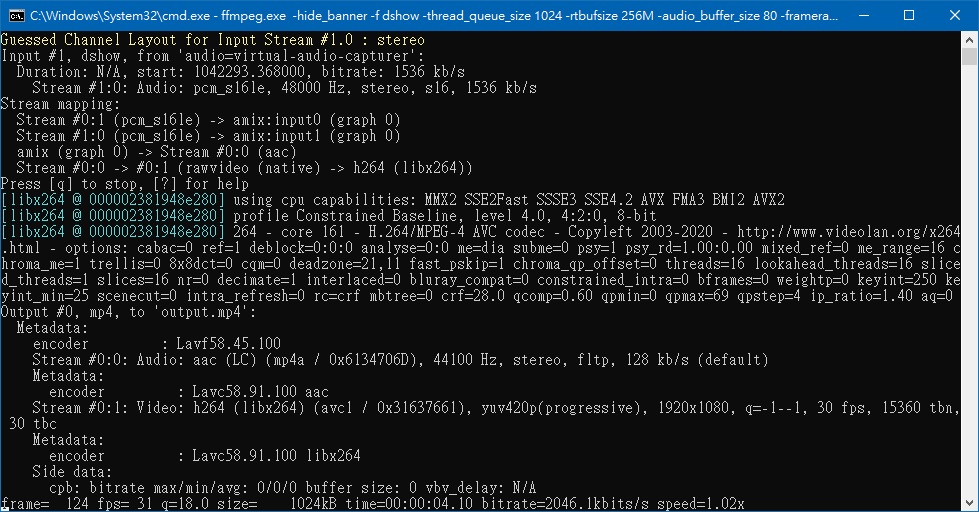 C:\Windows\System32\cmd.exe - ffmpeg.exe  -hide_banner -f dshow -thread_queue_size 1024 -rtbufsize 256M -audio_buffer_size 80 -framera...
Guessed Channel Layout for Input Stream #1.0 : stereo
Input #1, dshow, from 'audio=virtual-audio-capturer':
  Duration: N/A, start: 1042293.368000, bitrate: 1536 kb/s
    Stream #1:0: Audio: pcm_s16le, 48000 Hz, stereo, s16, 1536 kb/s
Stream mapping:
  Stream #0:1 (pcm_s16le) -> amix:input0 (graph 0)
  Stream #1:0 (pcm_s16le) -> amix:input1 (graph 0)
  amix (graph 0) -> Stream #0:0 (aac)
  Stream #0:0 -> #0:1 (rawvideo (native) -> h264 (libx264))
Press [q] to stop, [?] for help
[libx264 @ 000002381948e280] using cpu capabilities: MMX2 SSE2Fast SSSE3 SSE4.2 AVX FMA3 BMI2 AVX2
[libx264 @ 000002381948e280] profile Constrained Baseline, level 4.0, 4:2:0, 8-bit
[libx264 @ 000002381948e280] 264 - core 161 - H.264/MPEG-4 AVC codec - Copyleft 2003-2020 - http://www.videolan.org/x264
.html - options: cabac=0 ref=1 deblock=0:0:0 analyse=0:0 me=dia subme=0 psy=1 psy_rd=1.00:0.00 mixed_ref=0 me_range=16 c
hroma_me=1 trellis=0 8x8dct=0 cqm=0 deadzone=21,11 fast_pskip=1 chroma_qp_offset=0 threads=16 lookahead_threads=16 slice
d_threads=1 slices=16 nr=0 decimate=1 interlaced=0 bluray_compat=0 constrained_intra=0 bframes=0 weightp=0 keyint=250 ke
yint_min=25 scenecut=0 intra_refresh=0 rc=crf mbtree=0 crf=28.0 qcomp=0.60 qpmin=0 qpmax=69 qpstep=4 ip_ratio=1.40 aq=0
Output #0, mp4, to 'output.mp4':
  Metadata:
    encoder         : Lavf58.45.100
    Stream #0:0: Audio: aac (LC) (mp4a / 0x6134706D), 44100 Hz, stereo, fltp, 128 kb/s (default)
    Metadata:
      encoder         : Lavc58.91.100 aac
    Stream #0:1: Video: h264 (libx264) (avc1 / 0x31637661), yuv420p(progressive), 1920x1080, q=-1--1, 30 fps, 15360 tbn,
 30 tbc
    Metadata:
      encoder         : Lavc58.91.100 libx264
    Side data:
      cpb: bitrate max/min/avg: 0/0/0 buffer size: 0 vbv_delay: N/A
frame=  124 fps= 31 q=18.0 size=    1024kB time=00:00:04.10 bitrate=2046.1kbits/s speed=1.02x